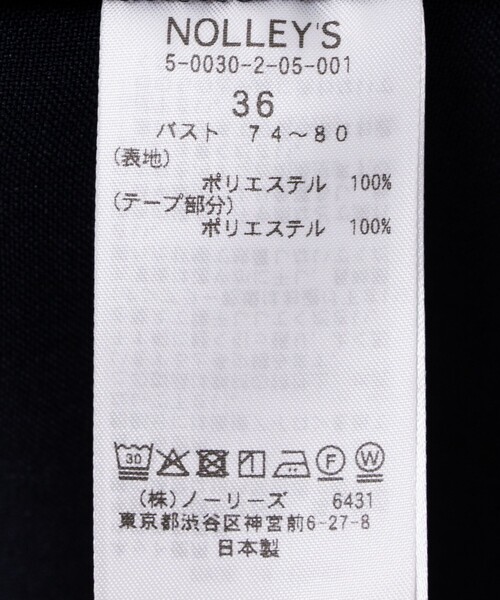 NOLLEY'S
5-0030-2-05-001
36
バスト 74～80
(表地)
ポリエステル 100%
(テープ部分)
ポリエステル 100%
30 F W
(株)ノーリーズ 6431
東京都渋谷区神宮前6-27-8
日本製